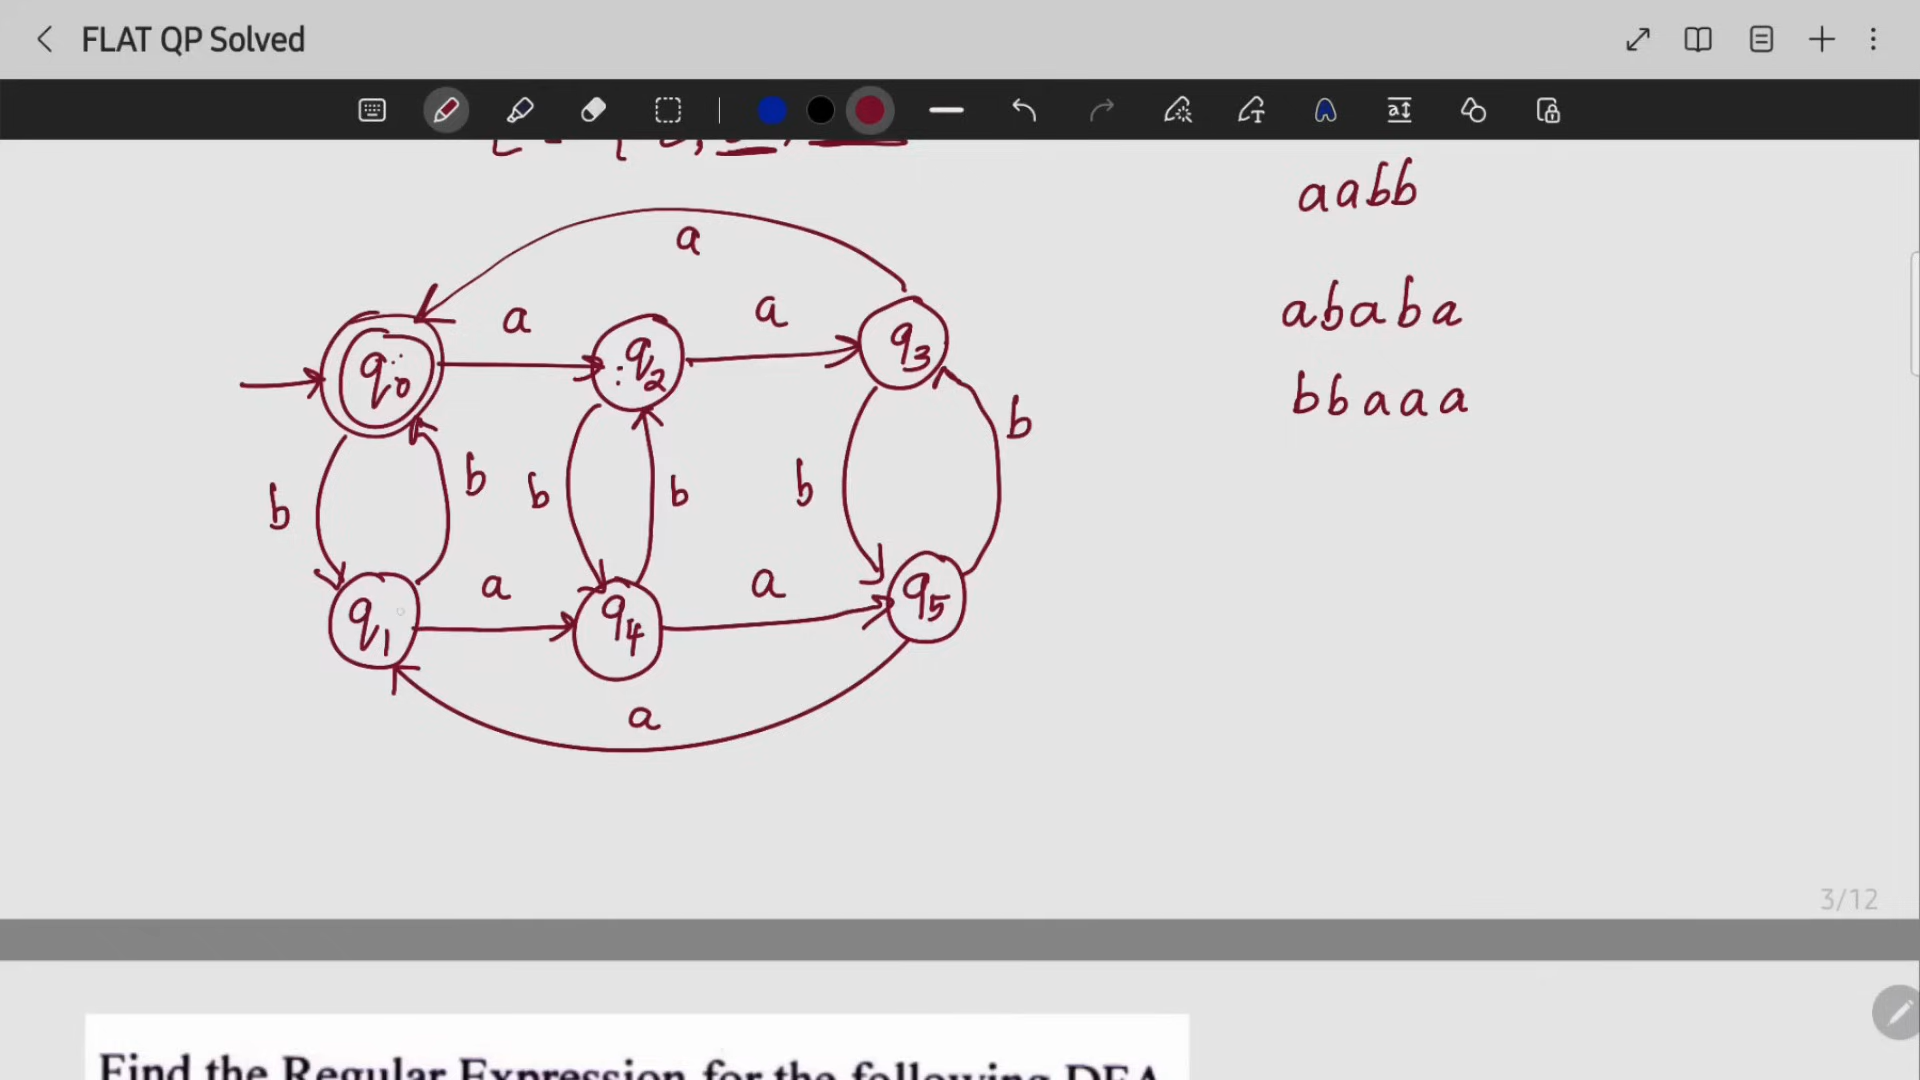 FLAT QP Solved
aabb
a
a
a
q3
q0
q2
ababa
bbaaa
b
b
b
b
b
b
a
a
q1
q4
q5
a
3/12
Find the Regular Expression for the following DFA